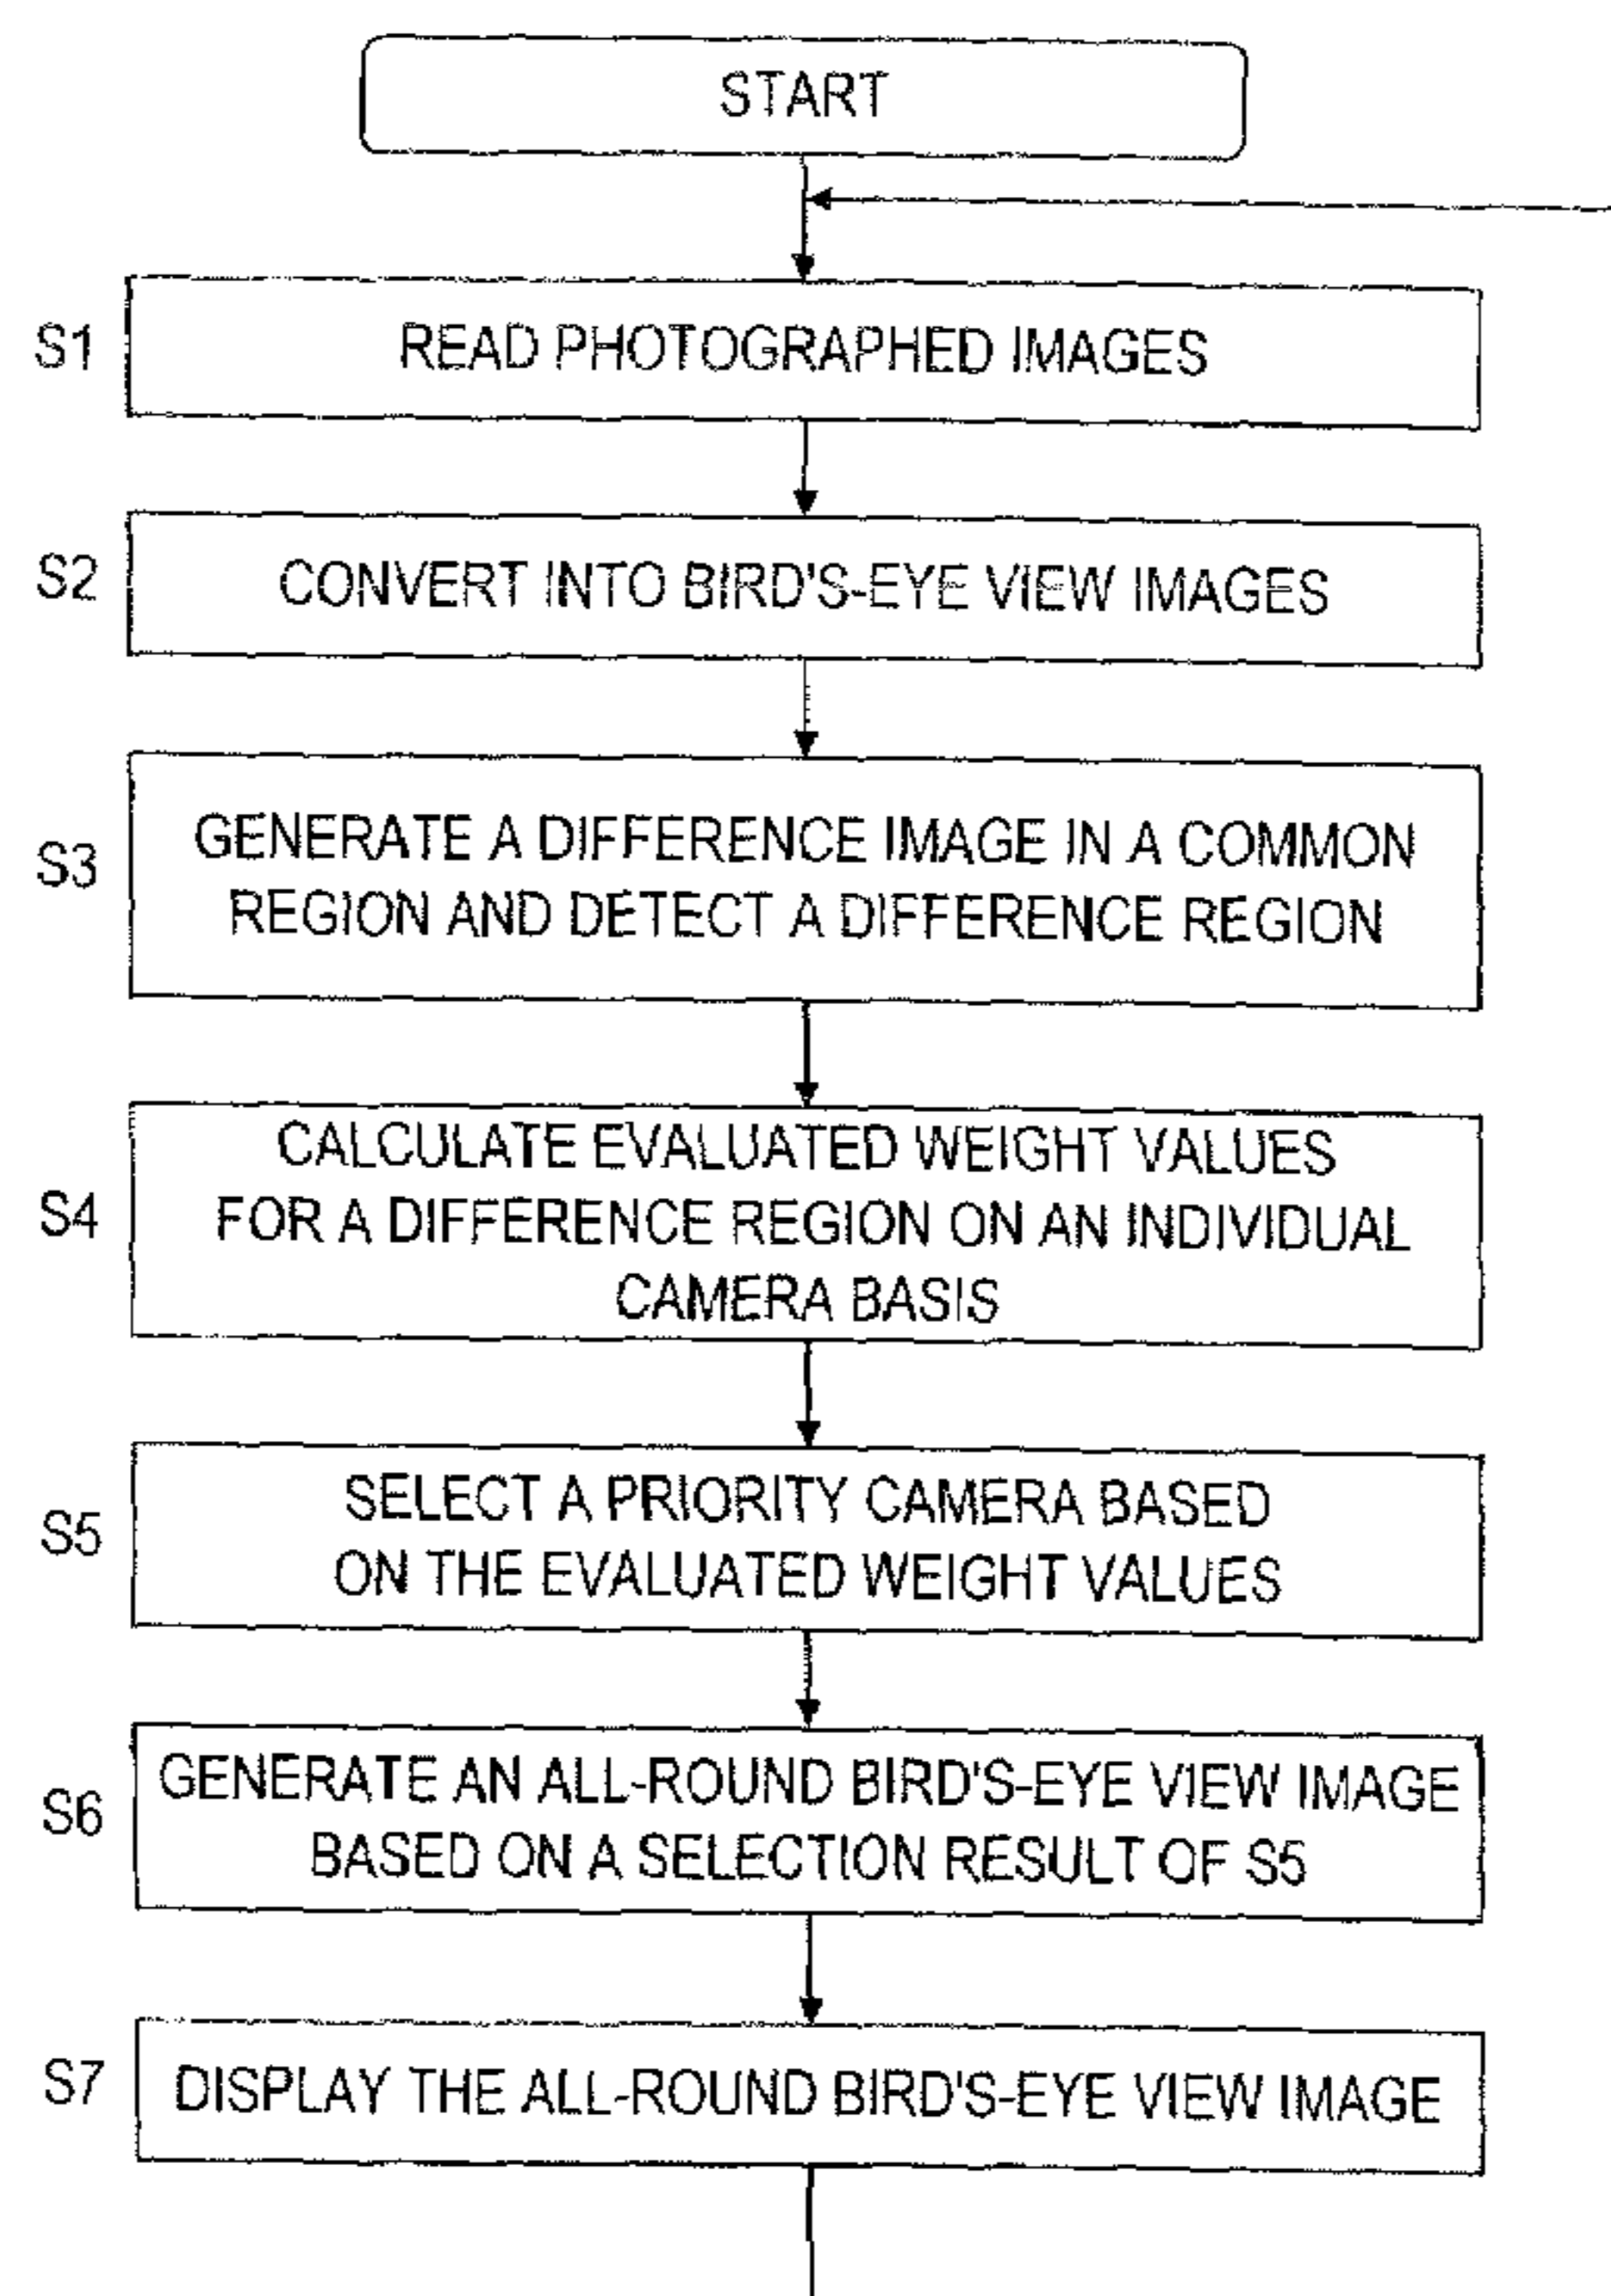 START
S1
READ PHOTOGRAPHED IMAGES
S2
CONVERT INTO BIRD'S-EYE VIEW IMAGES
S3
GENERATE A DIFFERENCE IMAGE IN A COMMON
REGION AND DETECT A DIFFERENCE REGION
S4
CALCULATE EVALUATED WEIGHT VALUES
FOR A DIFFERENCE REGION ON AN INDIVIDUAL
CAMERA BASIS
S5
SELECT A PRIORITY CAMERA BASED
ON THE EVALUATED WEIGHT VALUES
S6
GENERATE AN ALL-ROUND BIRD'S-EYE VIEW IMAGE
BASED ON A SELECTION RESULT OF S5
S7
DISPLAY THE ALL-ROUND BIRD'S-EYE VIEW IMAGE